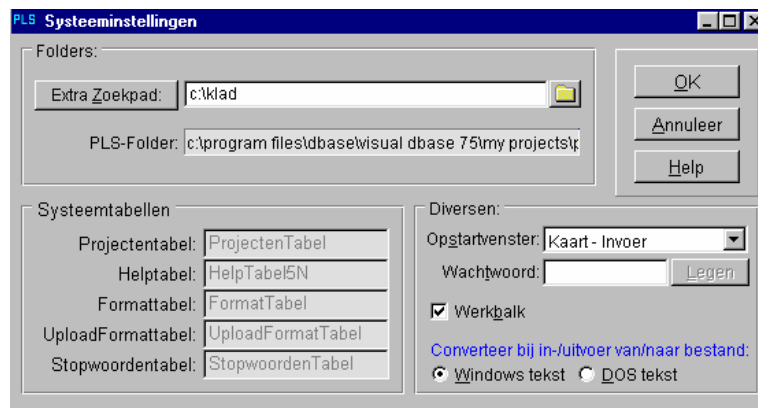 PLS Systeeminstellingen
Folders:
Extra Zoekpad: c:\klad
PLS-Folder: c:\program files\dbase\visual dbase 75\my projects\p
OK
Annuleer
Help
Systeemtabellen
Projectentabel: ProjectenTabel
Helptabel: HelpTabel5N
Formattabel: FormatTabel
UploadFormattabel: UploadFormatTabel
Stopwoordentabel: StopwoordenTabel
Diversen:
Opstartvenster: Kaart - Invoer
Wachtwoord: Legen
Werkbalk
Converteer bij in-/uitvoer van/naar bestand:
Windows tekst DOS tekst